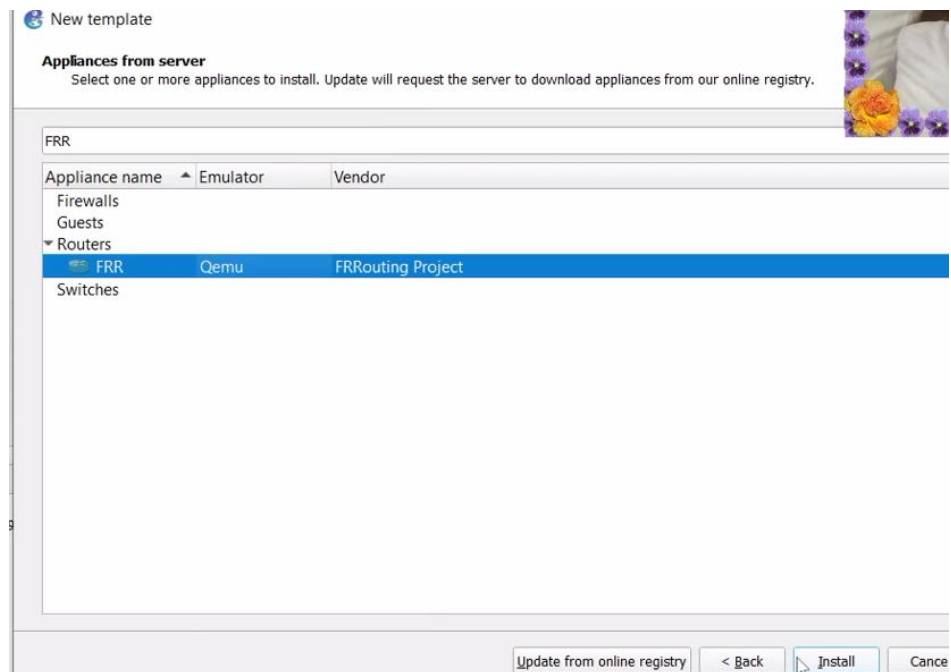 New template
Appliances from server
Select one or more appliances to install. Update will request the server to download appliances from our online registry.
FRR
Appliance name Emulator Vendor
Firewalls
Guests
Routers
FRR Qemu FRRouting Project
Switches
g
Update from online registry < Back Install Cance